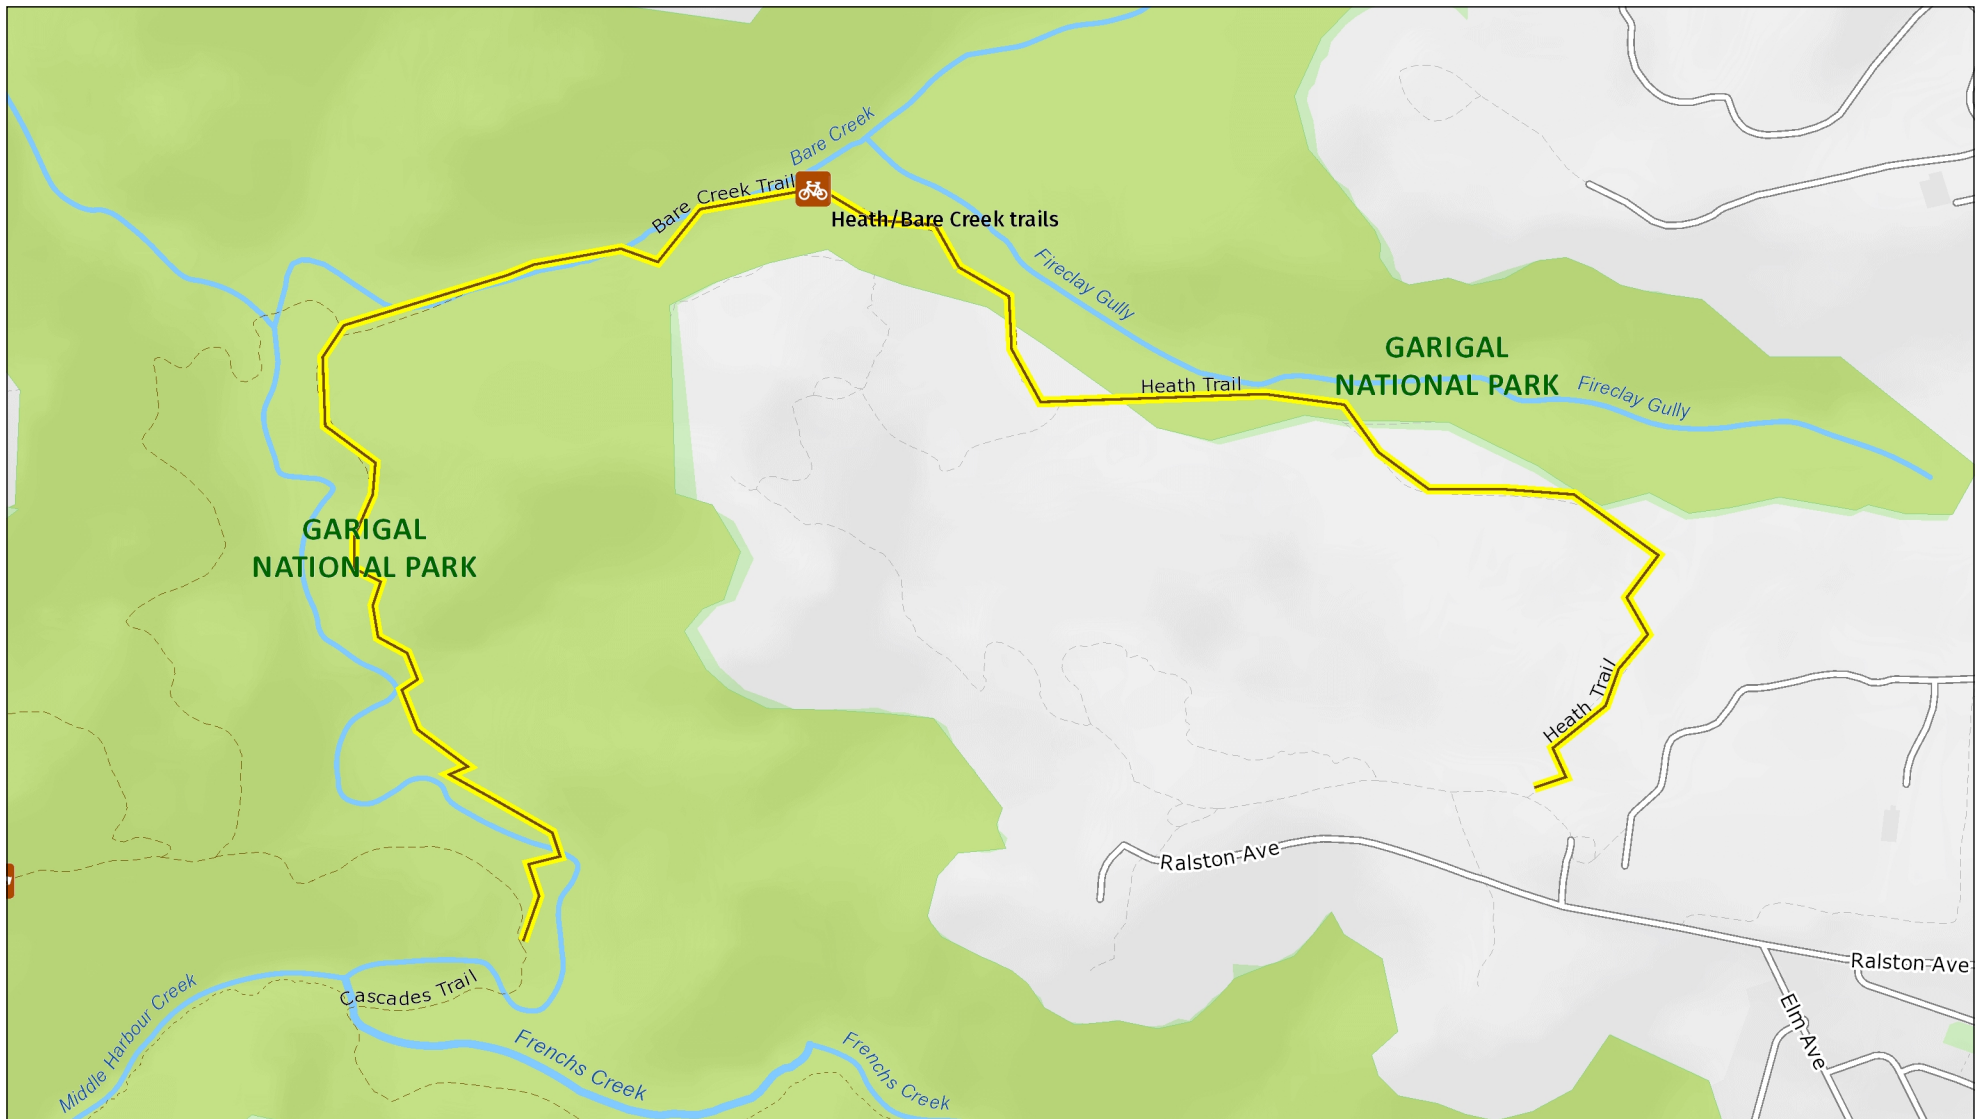 Bare Creek
Bare Creek Trail
Heath/Bare Creek trails
Fireclay Gully
GARIGAL
NATIONAL PARK
Heath Trail
Fireclay Gully
GARIGAL
NATIONAL PARK
Heath Trail
Ralston Ave
Ralston Ave
Cascades Trail
Middle Harbour Creek
Elm Ave
Frenchs Creek
Frenchs Creek